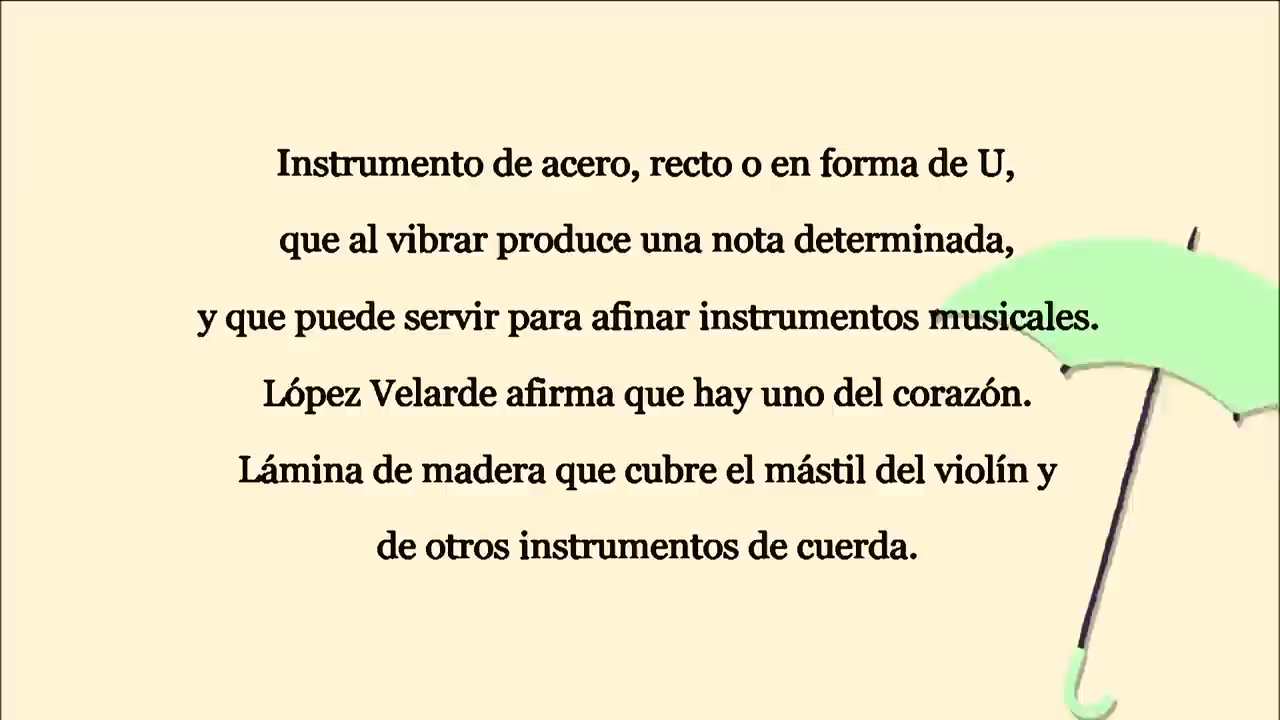 Instrumento de acero, recto o en forma de U,
que al vibrar produce una nota determinada,
y que puede servir para afinar instrumentos musicales.
López Velarde afirma que hay uno del corazón.
Lámina de madera que cubre el mástil del violín y
de otros instrumentos de cuerda.